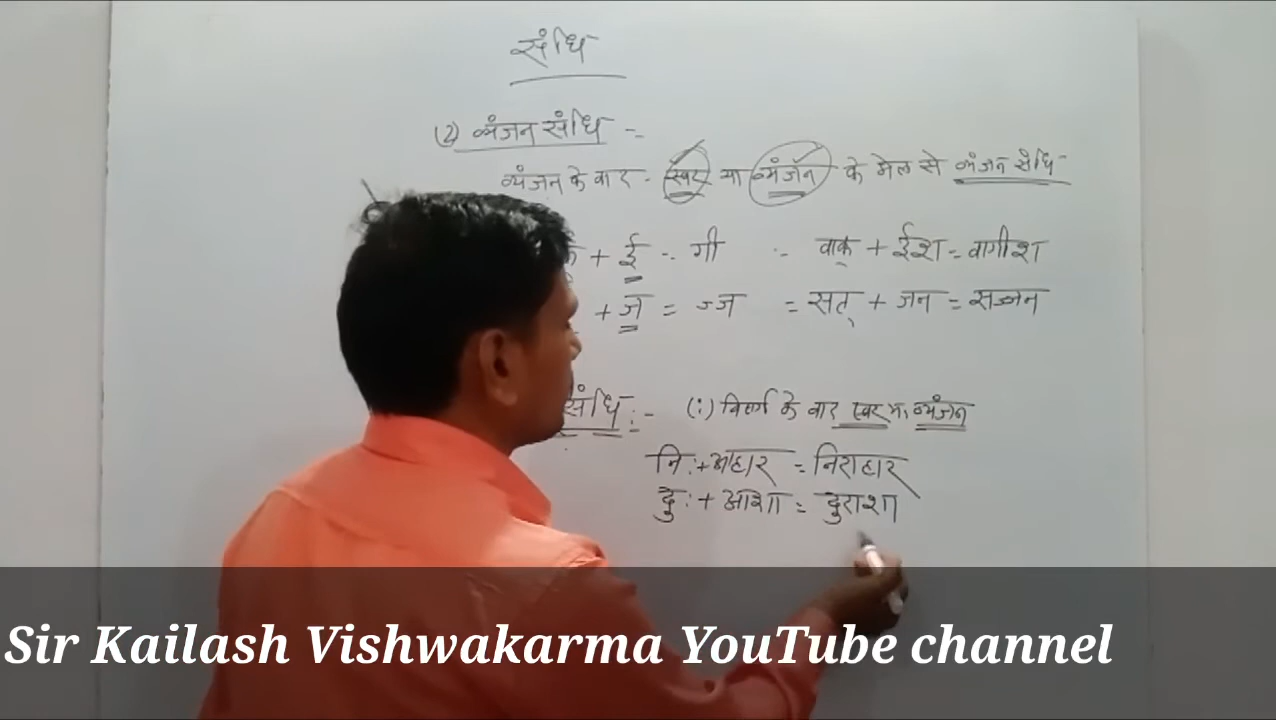 संधि
(2) व्यंजन संधि :-
व्यंजन के बाद - स्वर या व्यंजन के मेल से व्यंजन संधि -
+ ई -. गी - वाक् + ईश = वागीश
+ ज = ज्ज = सत् + जन = सज्जन
संधि :- (:) विसर्ग के बाद स्वर या व्यंजन
नि: + आहार = निराहार
दु: + आशा = दुराशा
Sir Kailash Vishwakarma YouTube channel